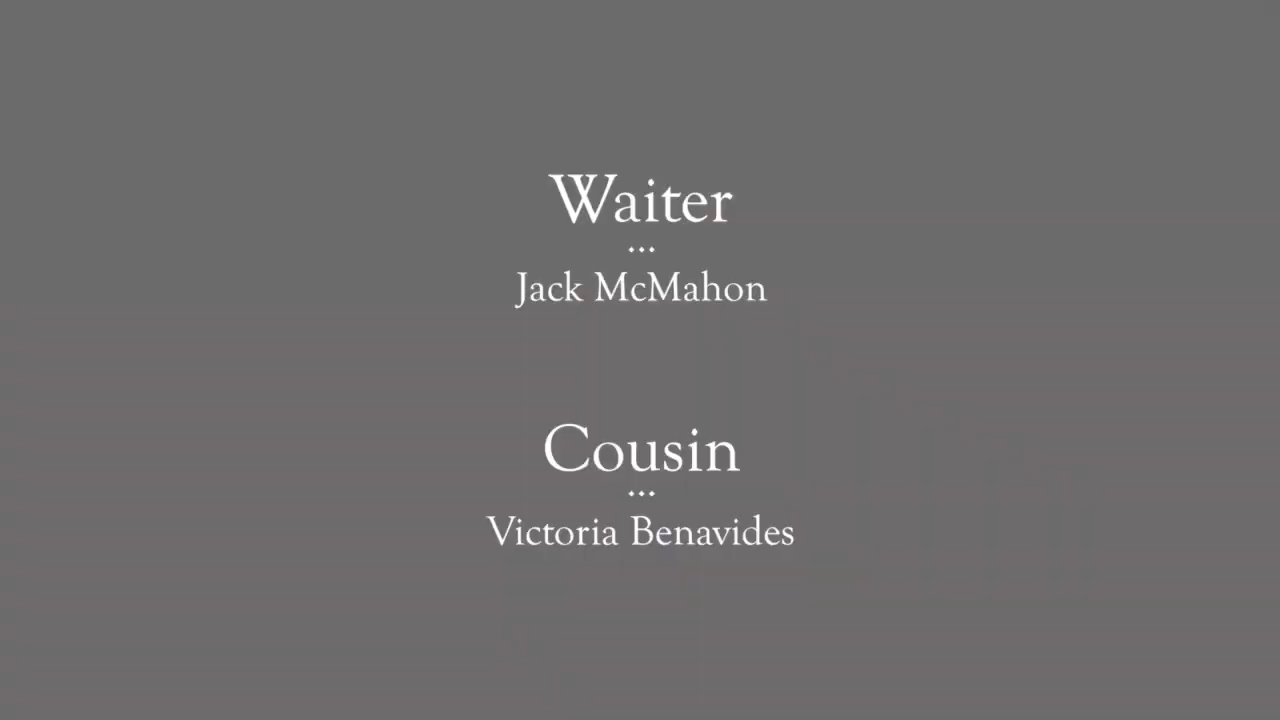 Waiter
...
Jack McMahon
Cousin
...
Victoria Benavides